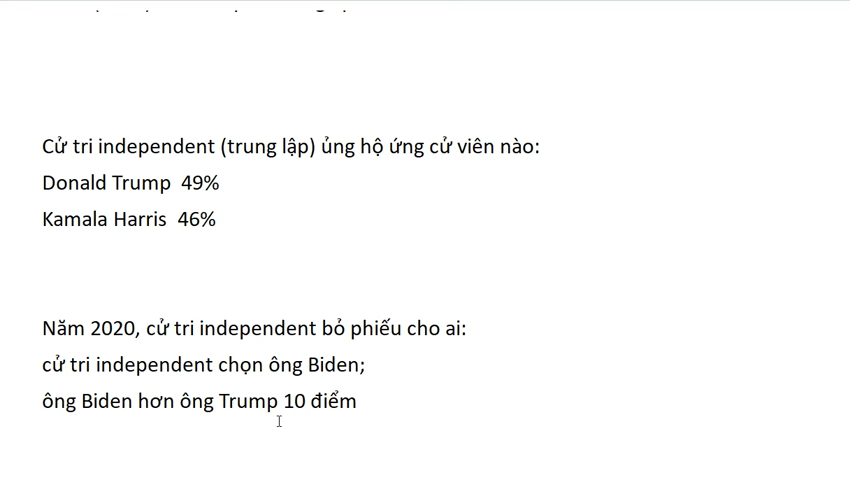 Cử tri independent (trung lập) ủng hộ ứng cử viên nào:
Donald Trump 49%
Kamala Harris 46%
Năm 2020, cử tri independent bỏ phiếu cho ai:
cử tri independent chọn ông Biden;
ông Biden hơn ông Trump 10 điểm